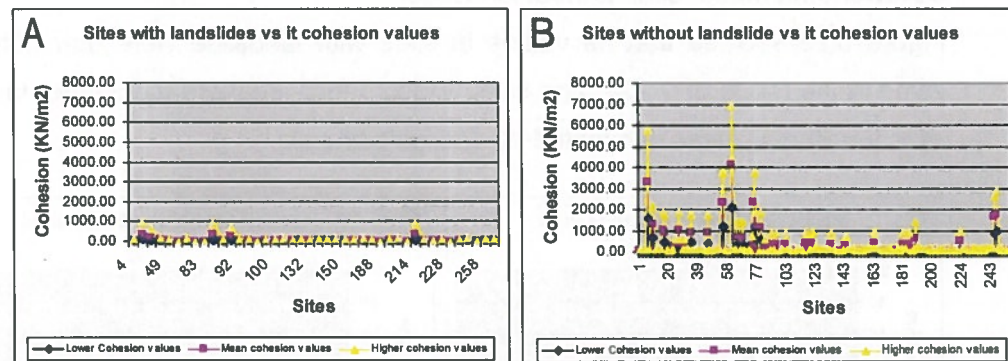 A
Sites with landslides vs it cohesion values
Cohesion (KN/m2)
8000.00
7000.00
6000.00
5000.00
4000.00
3000.00
2000.00
1000.00
0.00
4 49 83 92 100 132 150 188 214 228 258
Sites
Lower Cohesion values Mean cohesion values Higher cohesion values
B
Sites without landslide vs it cohesion values
Cohesion (KN/m2)
8000.00
7000.00
6000.00
5000.00
4000.00
3000.00
2000.00
1000.00
0.00
1 20 39 58 77 103 123 143 163 181 200 224 243
Sites
Lower Cohesion values Mean cohesion values Higher cohesion values